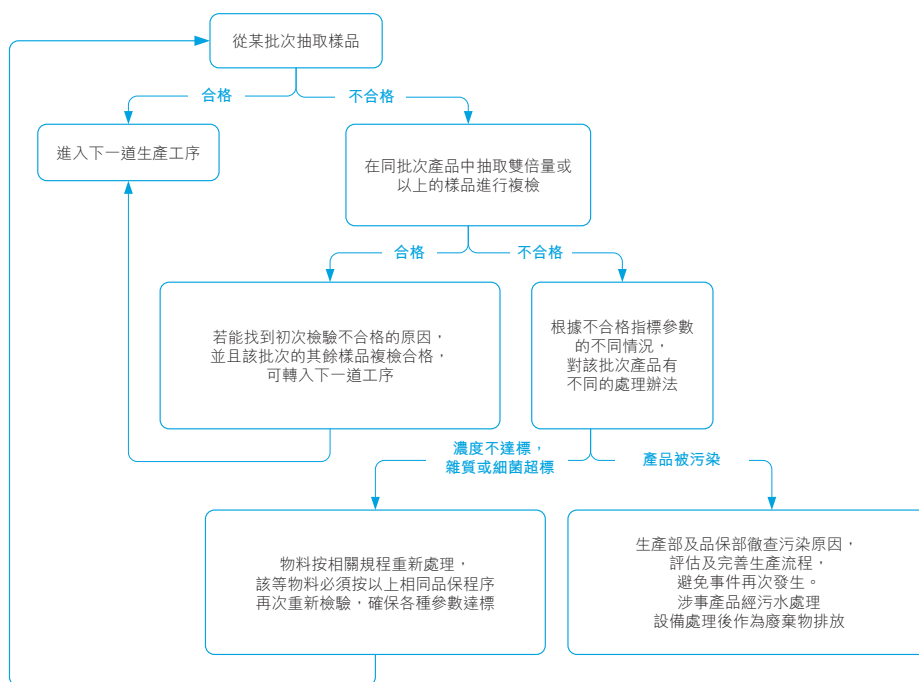 從某批次抽取樣品
合格
不合格
進入下一道生產工序
在同批次產品中抽取雙倍量或
以上的樣品進行複檢
合格
不合格
若能找到初次檢驗不合格的原因，
並且該批次的其餘樣品複檢合格，
可轉入下一道工序
根據不合格指標參數
的不同情況，
對該批次產品有
不同的處理辦法
濃度不達標，
雜質或細菌超標
產品被污染
物料按相關規程重新處理，
該等物料必須按以上相同品保程序
再次重新檢驗，確保各種參數達標
生產部及品保部徹查污染原因，
評估及完善生產流程，
避免事件再次發生。
涉事產品經污水處理
設備處理後作為廢棄物排放